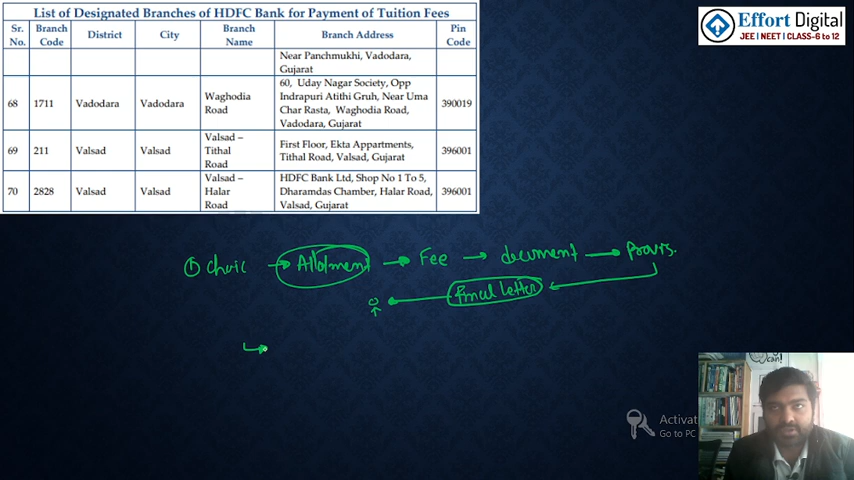 List of Designated Branches of HDFC Bank for Payment of Tuition Fees
Sr. No. Branch Code District City Branch Name Branch Address Pin Code
Near Panchmukhi, Vadodara, Gujarat
68 1711 Vadodara Vadodara Waghodia Road 60, Uday Nagar Society, Opp Indrapuri Atithi Gruh, Near Uma Char Rasta, Waghodia Road, Vadodara, Gujarat 390019
69 211 Valsad Valsad Valsad – Tithal Road First Floor, Ekta Appartments, Tithal Road, Valsad, Gujarat 396001
70 2828 Valsad Valsad Valsad – Halar Road HDFC Bank Ltd, Shop No 1 To 5, Dharamdas Chamber, Halar Road, Valsad, Gujarat 396001
Effort Digital
JEE | NEET | CLASS-6 to 12
① Choic → Allotment → Fee → document → Provis.
Final letter
Activat
Go to PC